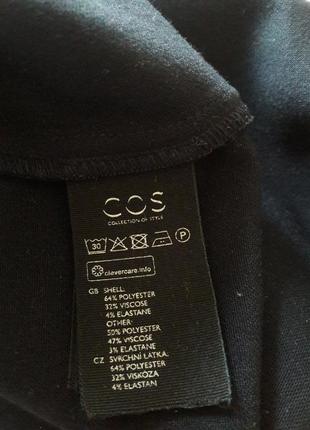 COS
COLLECTION OF STYLE
30 P
clevercare.info
GB SHELL:
64% POLYESTER
32% VISCOSE
4% ELASTANE
OTHER:
50% POLYESTER
47% VISCOSE
3% ELASTANE
CZ SVRCHNÍ LÁTKA:
64% POLYESTER
32% VISKÓZA
4% ELASTAN